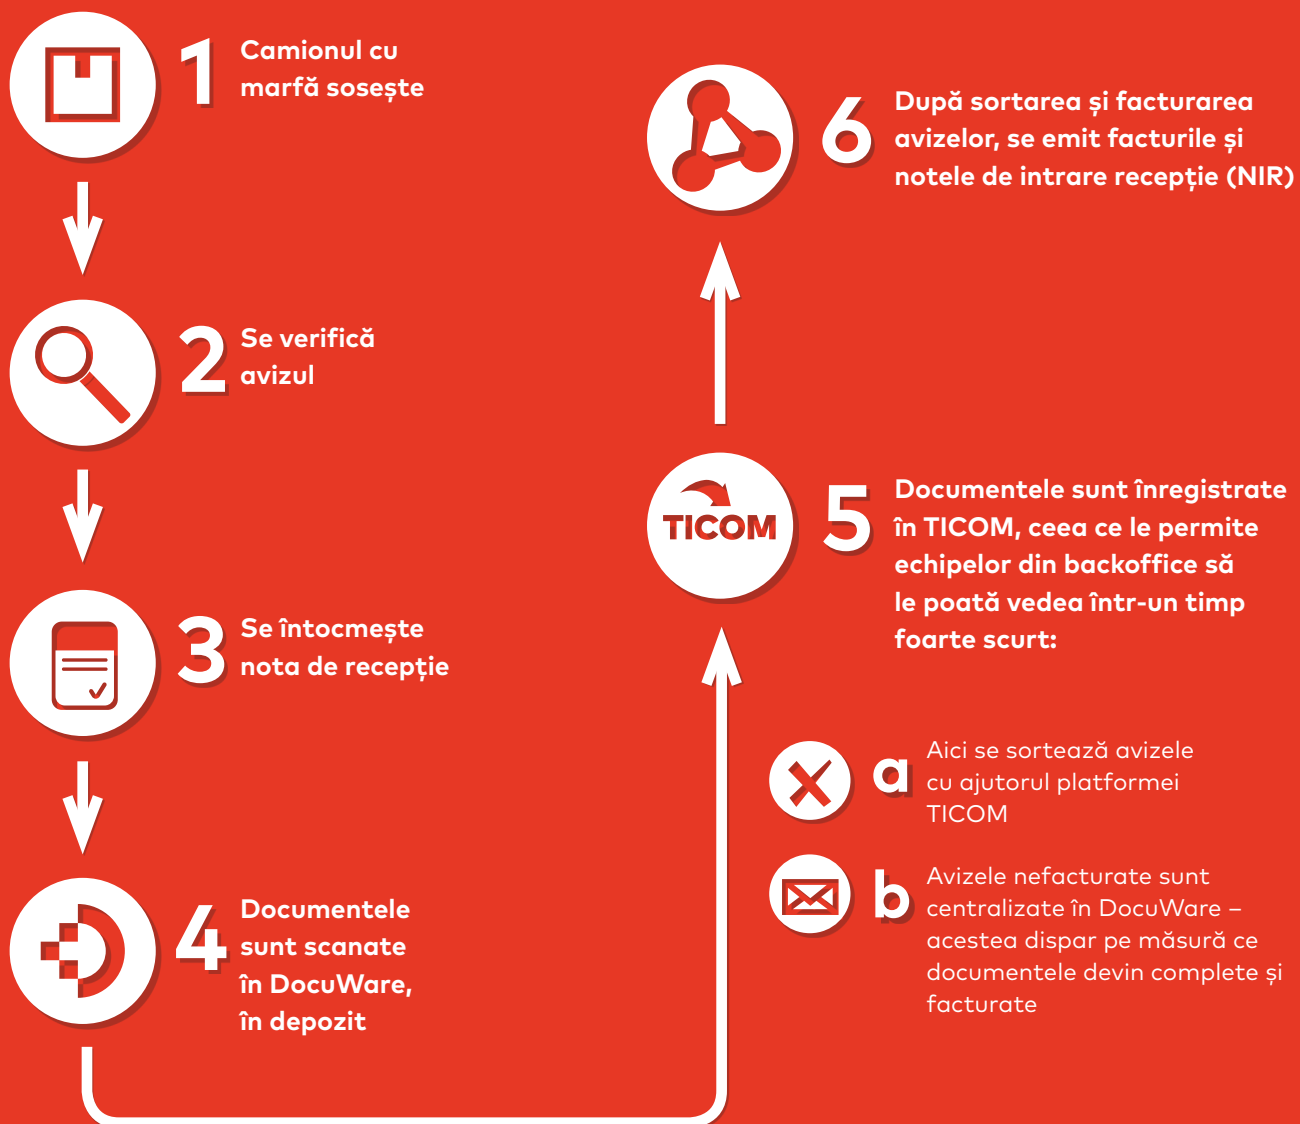 1
Camionul cu
marfă sosește
2
Se verifică
avizul
3
Se întocmește
nota de recepție
4
Documentele
sunt scanate
în DocuWare,
în depozit
TICOM
5
Documentele sunt înregistrate
în TICOM, ceea ce le permite
echipelor din backoffice să
le poată vedea într-un timp
foarte scurt:
a
Aici se sortează avizele
cu ajutorul platformei
TICOM
b
Avizele nefacturate sunt
centralizate în DocuWare –
acestea dispar pe măsură ce
documentele devin complete și
facturate
6
După sortarea și facturarea
avizelor, se emit facturile și
notele de intrare recepție (NIR)